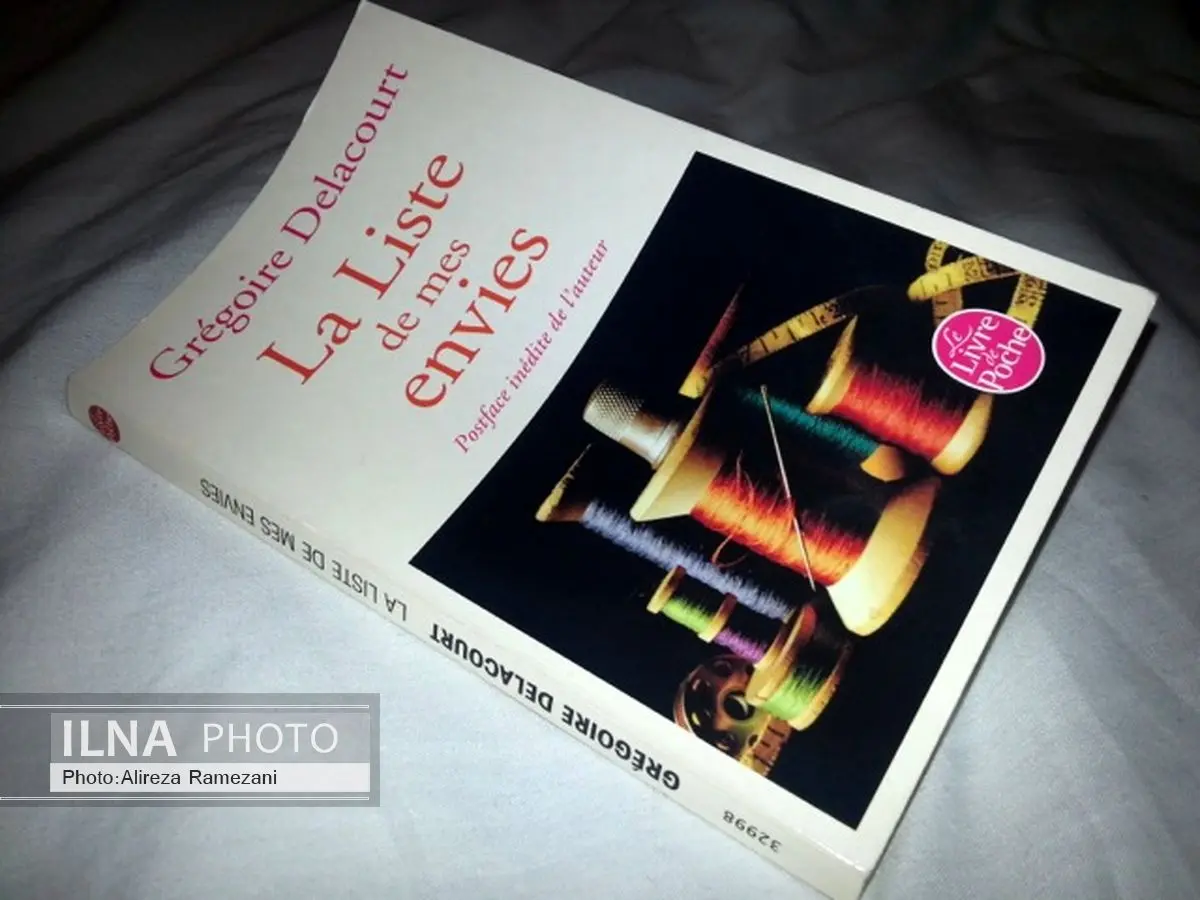 Grégoire Delacourt
La Liste
de mes
envies
Postface inédite de l'auteur
Le
Livre
de
Poche
LA LISTE DE MES ENVIES
GRÉGOIRE DELACOURT
32998
ILNA PHOTO
Photo:Alireza Ramezani